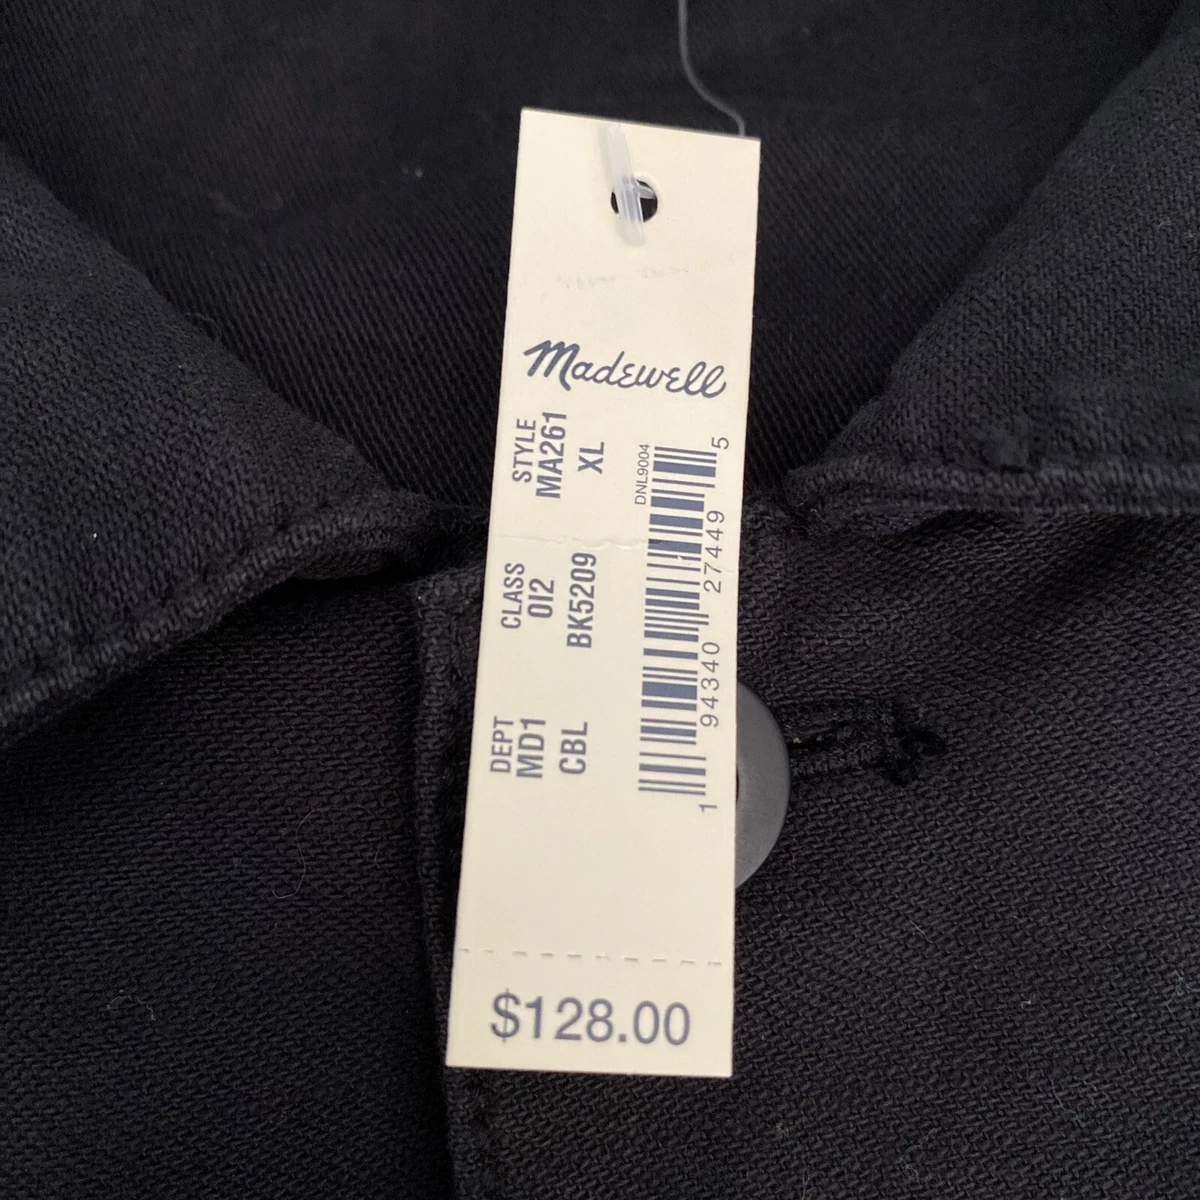 Madewell
STYLE
MA261
XL
CLASS
012
BK5209
DEPT
MD1
CBL
DNL9004
1 94340 27449 5
$128.00